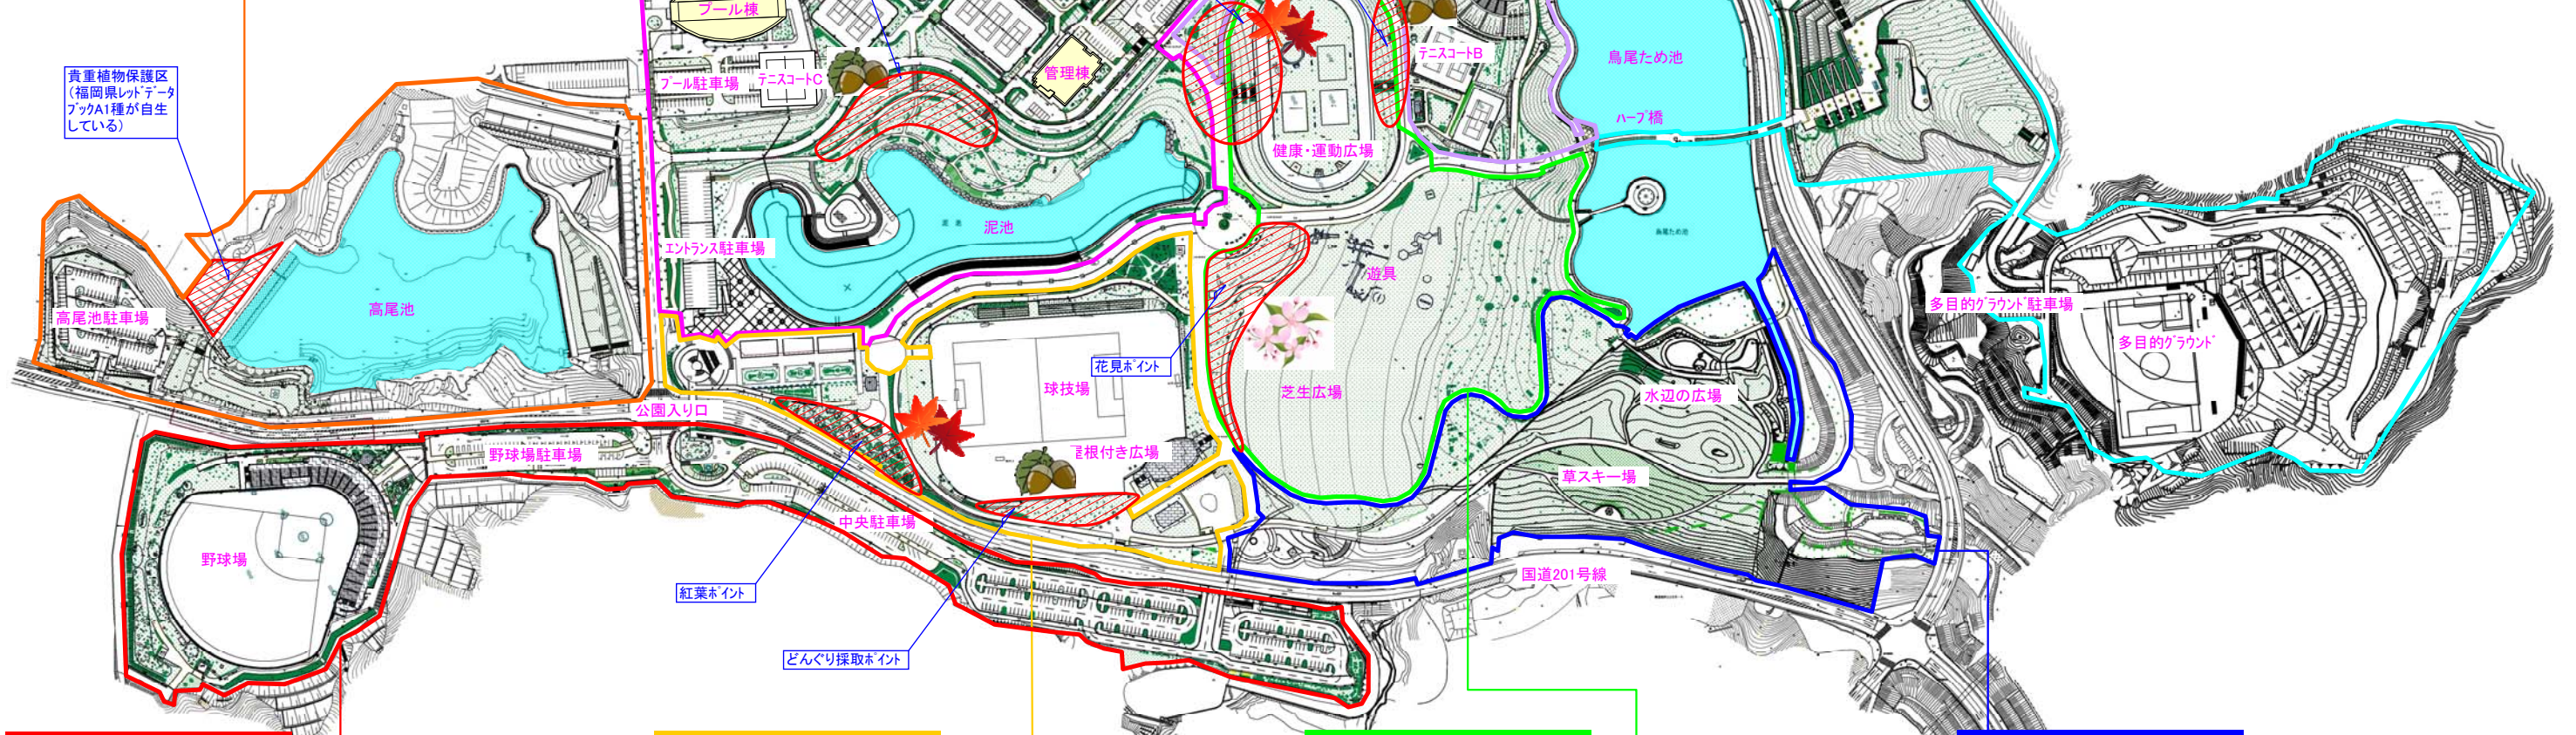 プール棟
貴重植物保護区
(福岡県レッドデータ
ブックA1種が自生
している)
プール駐車場
テニスコートC
管理棟
テニスコートB
鳥尾ため池
ハープ橋
健康・運動広場
エントランス駐車場
泥池
遊具
鳥尾ため池
高尾池駐車場
高尾池
花見ポイント
球技場
芝生広場
水辺の広場
多目的グラウンド駐車場
多目的グラウンド
公園入り口
野球場駐車場
屋根付き広場
草スキー場
中央駐車場
野球場
紅葉ポイント
国道201号線
どんぐり採取ポイント